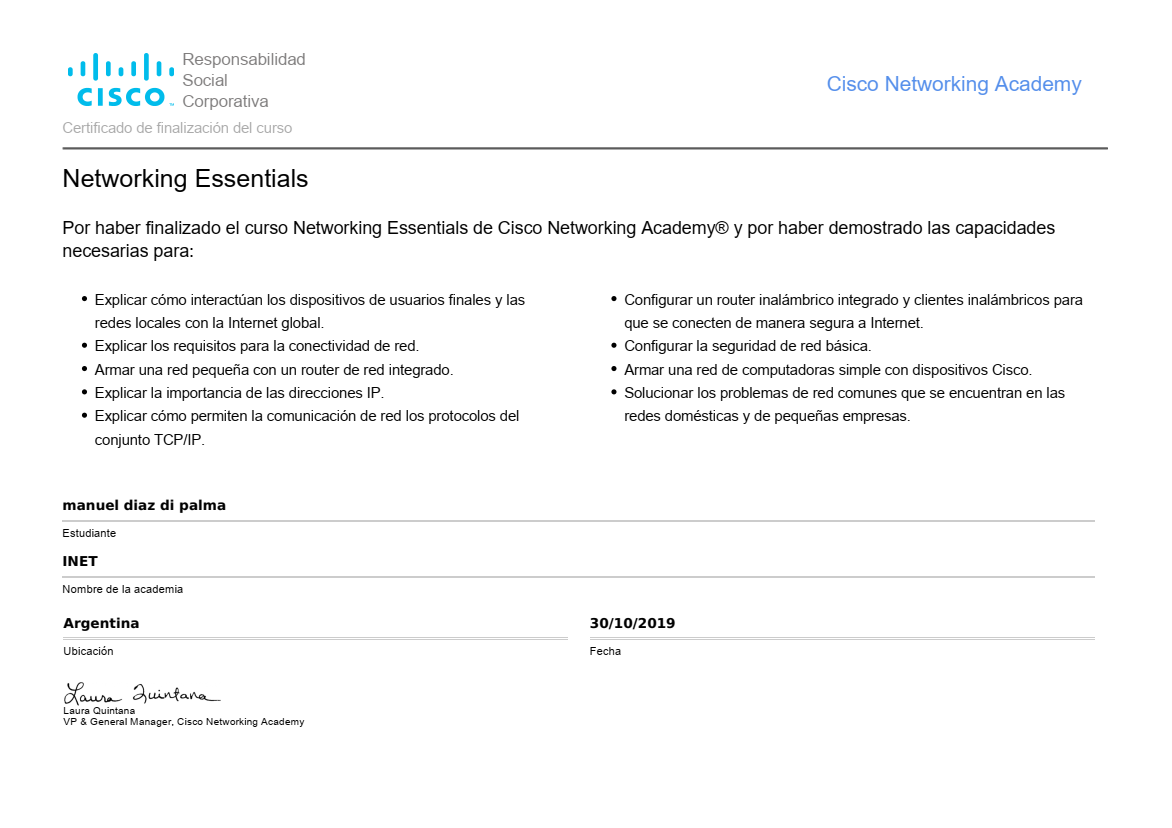 Responsabilidad
Social
Corporativa
CISCO™
Cisco Networking Academy
Certificado de finalización del curso
Networking Essentials
Por haber finalizado el curso Networking Essentials de Cisco Networking Academy® y por haber demostrado las capacidades
necesarias para:
• Explicar cómo interactúan los dispositivos de usuarios finales y las
redes locales con la Internet global.
• Explicar los requisitos para la conectividad de red.
• Armar una red pequeña con un router de red integrado.
• Explicar la importancia de las direcciones IP.
• Explicar cómo permiten la comunicación de red los protocolos del
conjunto TCP/IP.
• Configurar un router inalámbrico integrado y clientes inalámbricos para
que se conecten de manera segura a Internet.
• Configurar la seguridad de red básica.
• Armar una red de computadoras simple con dispositivos Cisco.
• Solucionar los problemas de red comunes que se encuentran en las
redes domésticas y de pequeñas empresas.
manuel diaz di palma
Estudiante
INET
Nombre de la academia
Argentina
Ubicación
30/10/2019
Fecha
Laura Quintana
Laura Quintana
VP & General Manager, Cisco Networking Academy